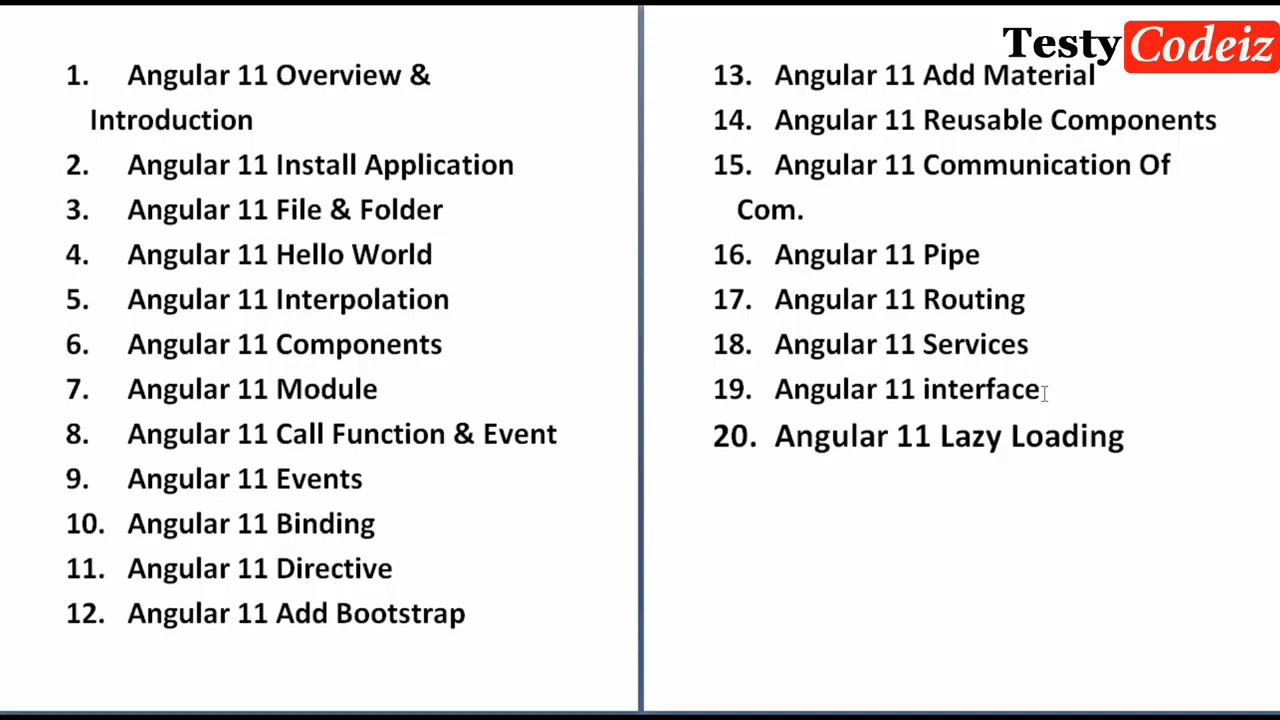 1. Angular 11 Overview &
Introduction
2. Angular 11 Install Application
3. Angular 11 File & Folder
4. Angular 11 Hello World
5. Angular 11 Interpolation
6. Angular 11 Components
7. Angular 11 Module
8. Angular 11 Call Function & Event
9. Angular 11 Events
10. Angular 11 Binding
11. Angular 11 Directive
12. Angular 11 Add Bootstrap
Testy Codeiz
13. Angular 11 Add Material
14. Angular 11 Reusable Components
15. Angular 11 Communication Of
Com.
16. Angular 11 Pipe
17. Angular 11 Routing
18. Angular 11 Services
19. Angular 11 interface
20. Angular 11 Lazy Loading